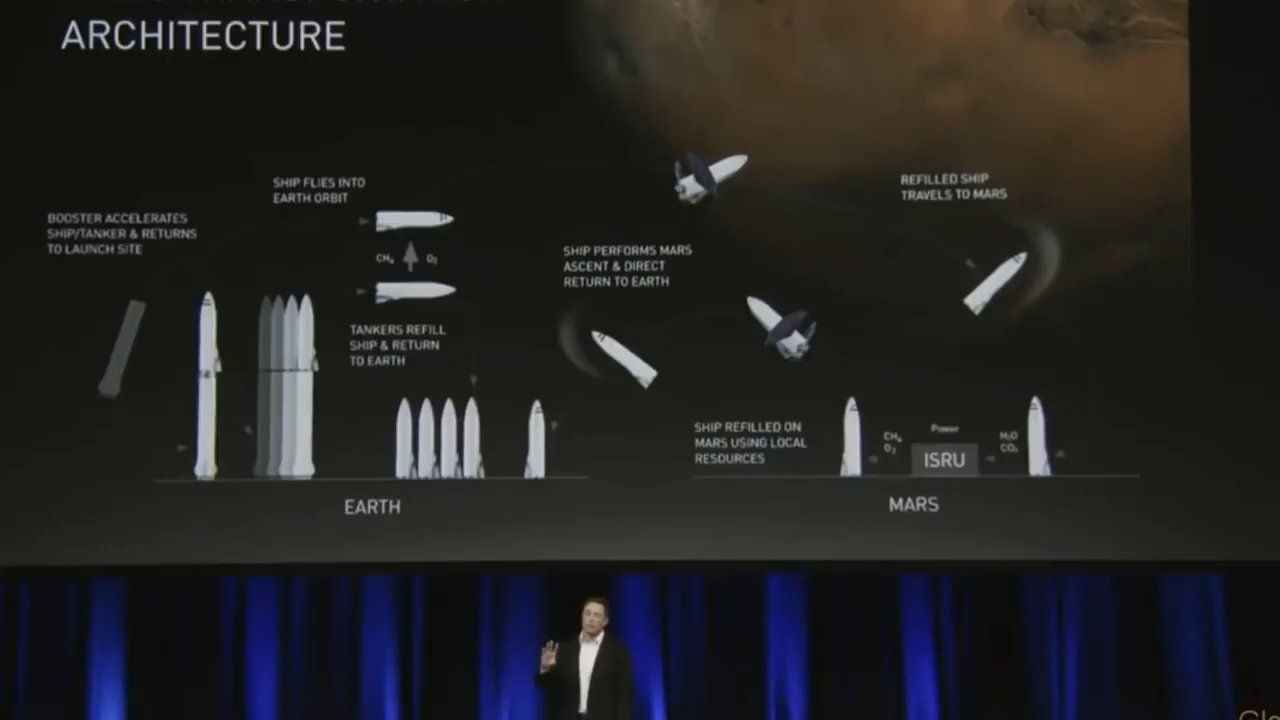 ARCHITECTURE
SHIP FLIES INTO
EARTH ORBIT
REFILLED SHIP
TRAVELS TO MARS
BOOSTER ACCELERATES
SHIP/TANKER & RETURNS
TO LAUNCH SITE
CH₄ O₂
SHIP PERFORMS MARS
ASCENT & DIRECT
RETURN TO EARTH
TANKERS REFILL
SHIP & RETURN
TO EARTH
SHIP REFILLED ON
MARS USING LOCAL
RESOURCES
CH₄
O₂
Power
ISRU
H₂O
CO₂
EARTH
MARS